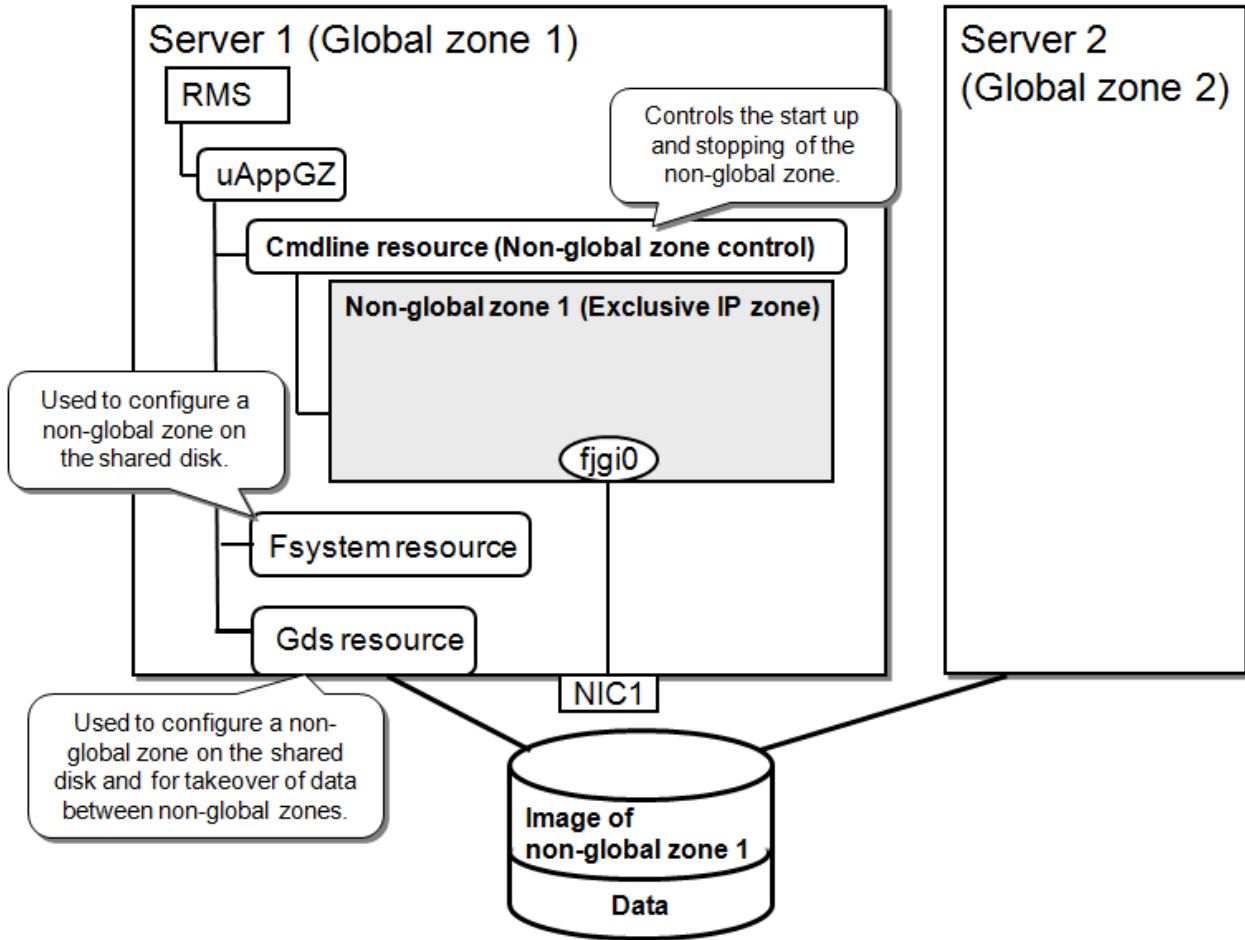 Server 1 (Global zone 1)
RMS
uAppGZ
Controls the start up
and stopping of the
non-global zone.
Cmdline resource (Non-global zone control)
Non-global zone 1 (Exclusive IP zone)
fjgi0
Used to configure a
non-global zone on
the shared disk.
Fsystem resource
Gds resource
NIC1
Used to configure a non-
global zone on the shared
disk and for takeover of data
between non-global zones.
Server 2
(Global zone 2)
Image of
non-global zone 1
Data